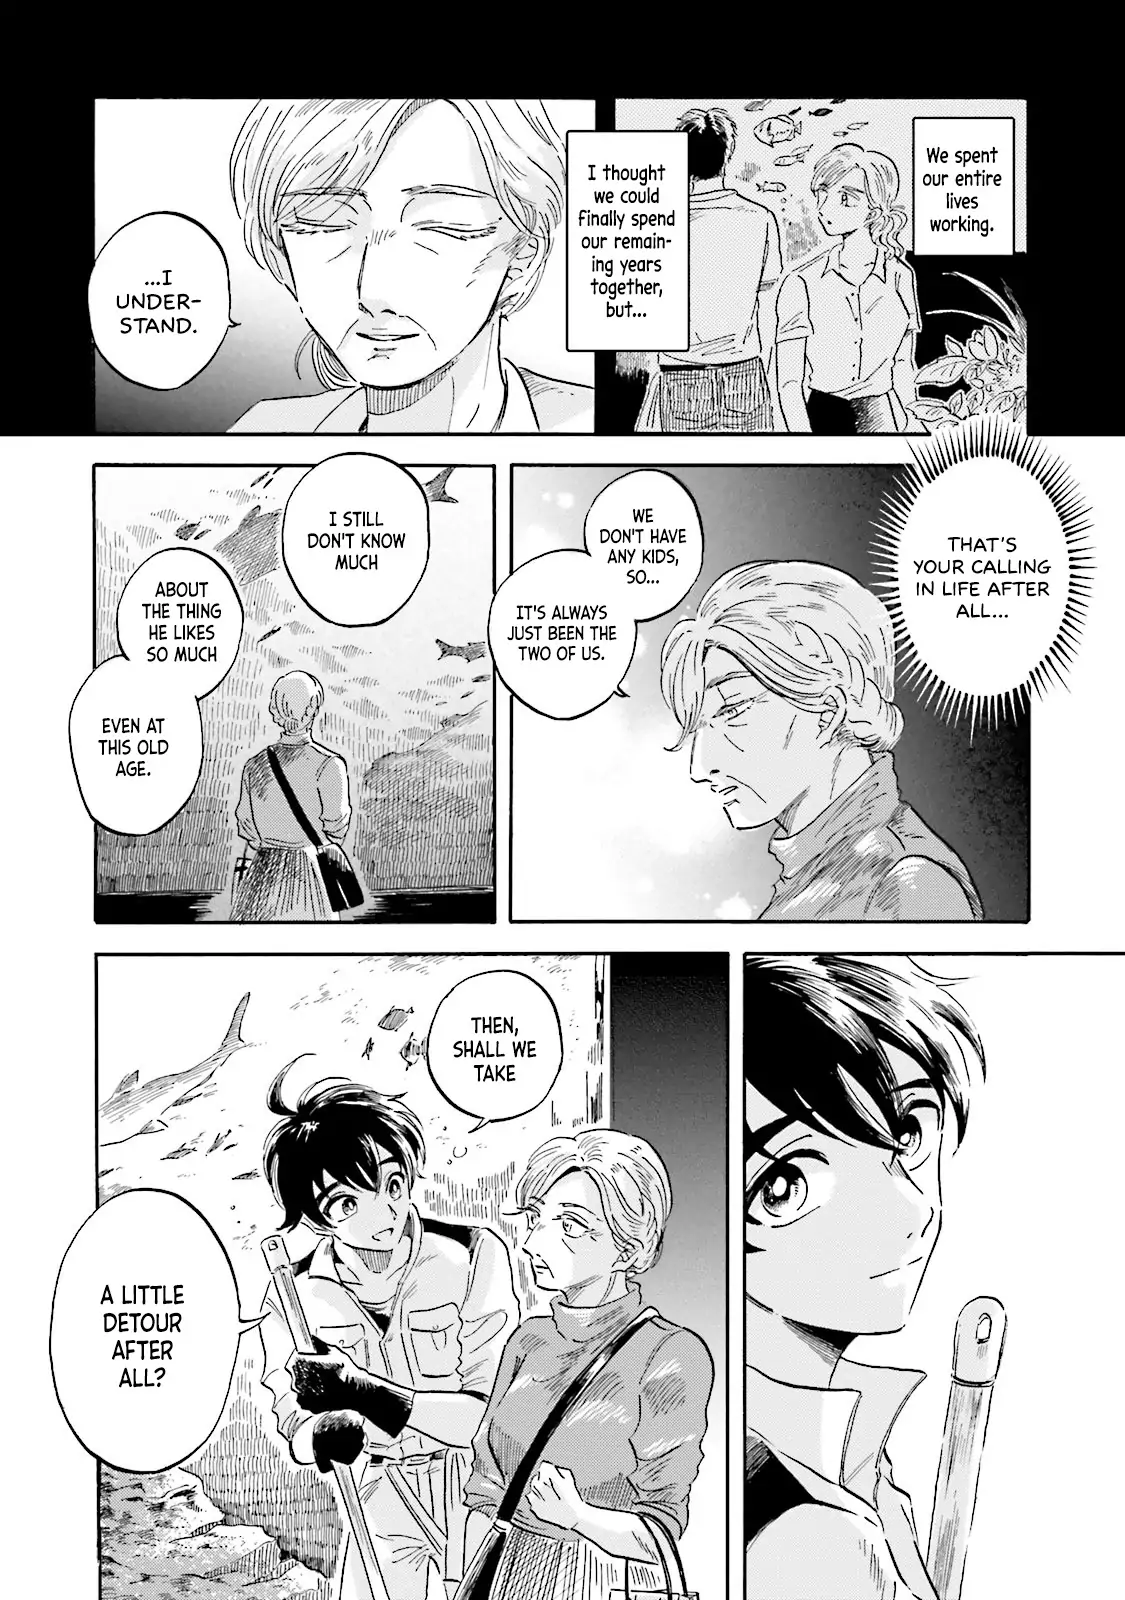 We spent
our entire
lives
working.
I thought
we could
finally spend
our remain-
ing years
together,
but...
...I
UNDER-
STAND.
THAT'S
YOUR CALLING
IN LIFE AFTER
ALL...
WE
DON'T HAVE
ANY KIDS,
SO...
IT'S ALWAYS
JUST BEEN THE
TWO OF US.
I STILL
DON'T KNOW
MUCH
ABOUT
THE THING
HE LIKES
SO MUCH
EVEN AT
THIS OLD
AGE.
THEN,
SHALL WE
TAKE
A LITTLE
DETOUR
AFTER
ALL?